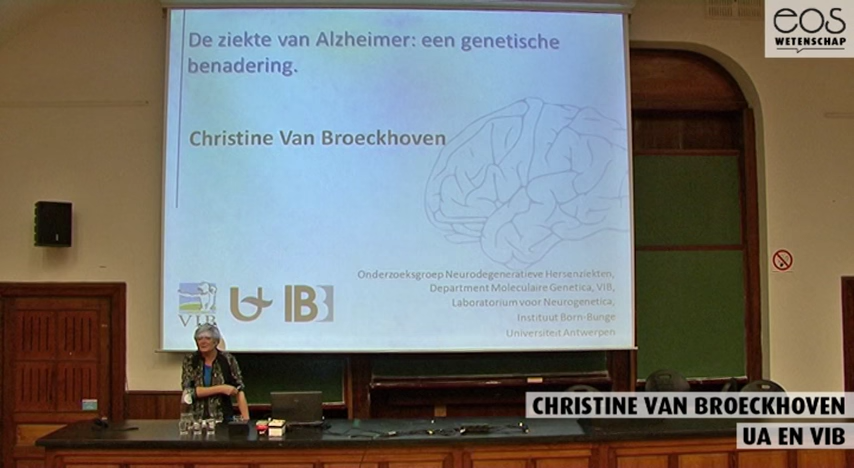 De ziekte van Alzheimer: een genetische
benadering.
eos
WETENSCHAP
Christine Van Broeckhoven
Onderzoeksgroep Neurodegeneratieve Hersenziekten,
Department Moleculaire Genetica, VIB,
Laboratorium voor Neurogenetica,
Instituut Born-Bunge
Universiteit Antwerpen
VIB
IBB
CHRISTINE VAN BROECKHOVEN
UA EN VIB